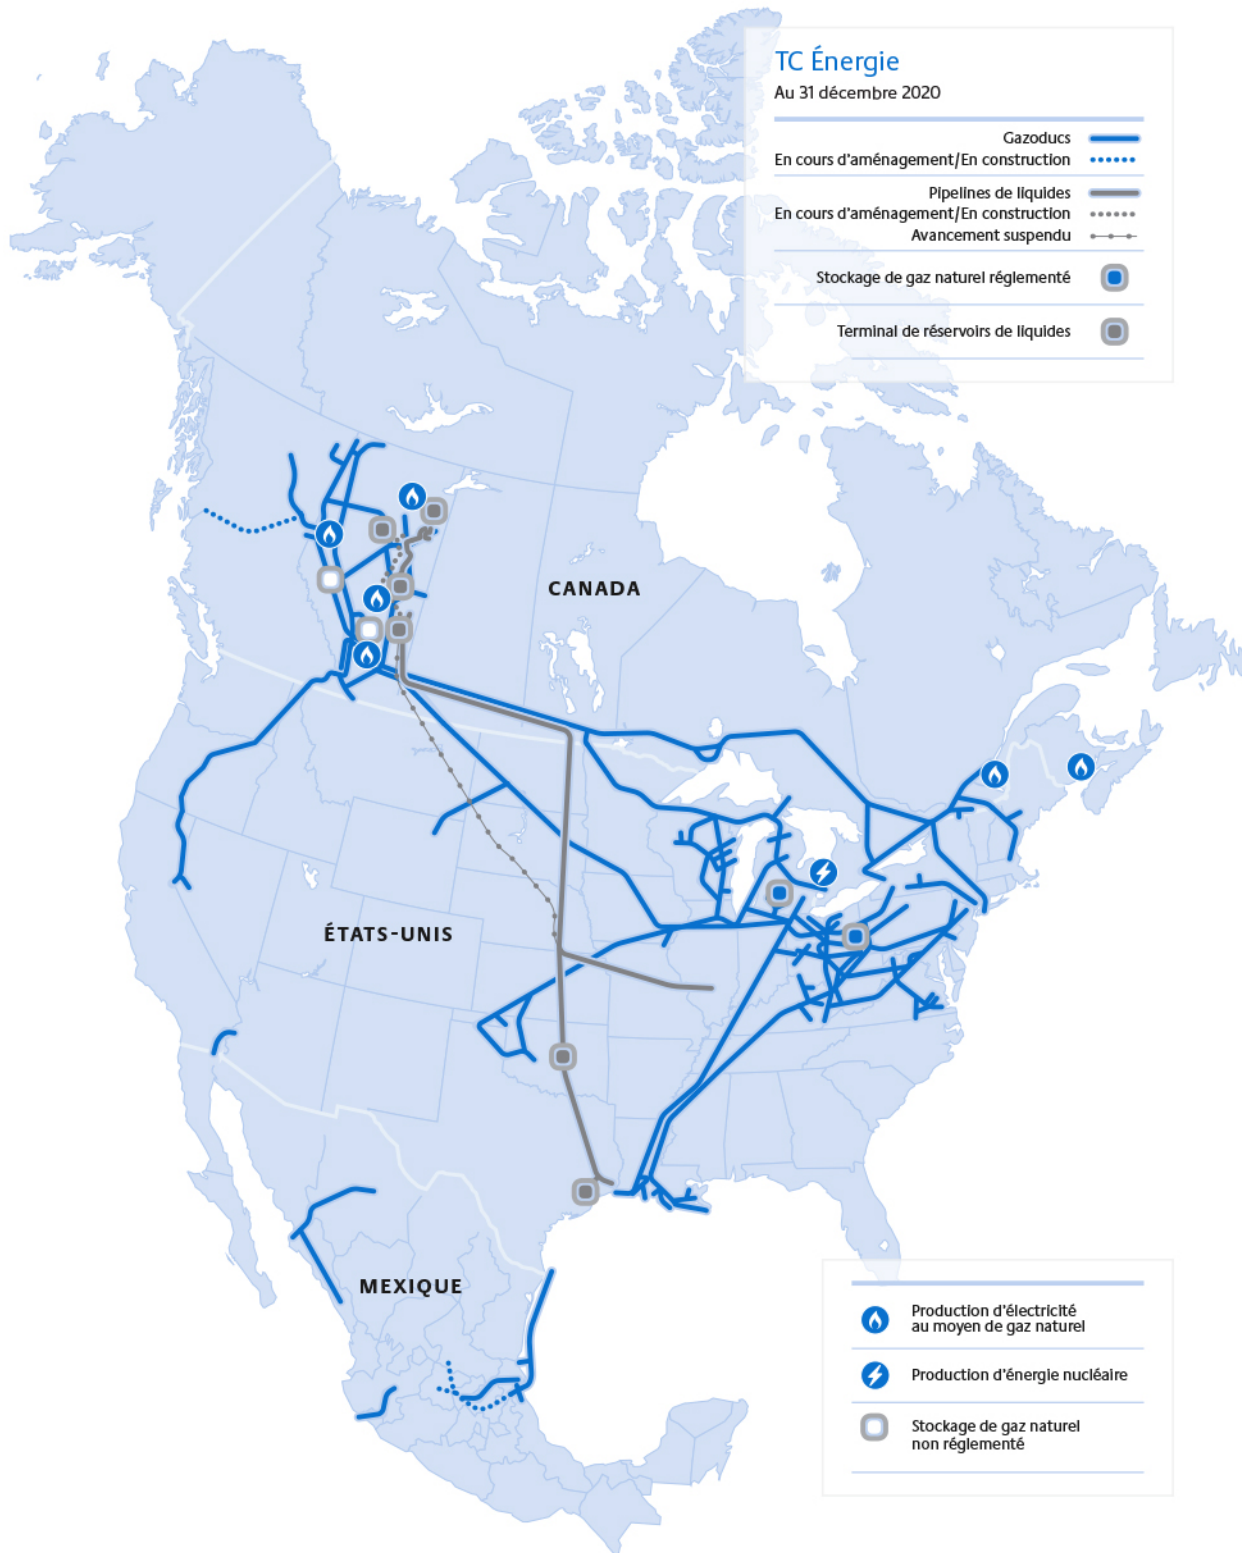 TC Énergie
Au 31 décembre 2020
Gazoducs
En cours d'aménagement/En construction
Pipelines de liquides
En cours d'aménagement/En construction
Avancement suspendu
Stockage de gaz naturel réglementé
Terminal de réservoirs de liquides
CANADA
ÉTATS-UNIS
MEXIQUE
Production d'électricité
au moyen de gaz naturel
Production d'énergie nucléaire
Stockage de gaz naturel
non réglementé